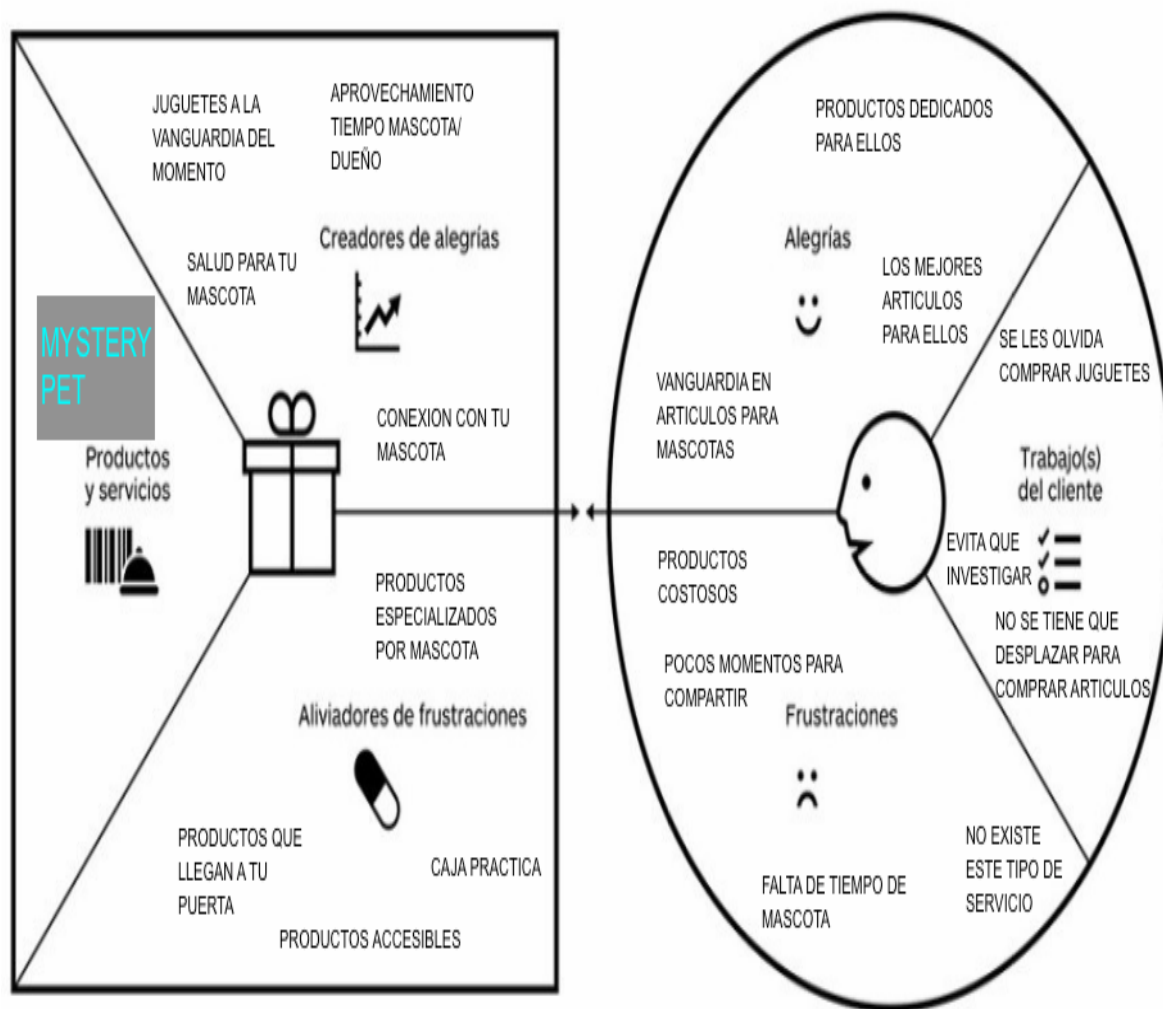 JUGUETES A LA
VANGUARDIA DEL
MOMENTO
APROVECHAMIENTO
TIEMPO MASCOTA/
DUEÑO
SALUD PARA TU
MASCOTA
Creadores de alegrías
MYSTERY
PET
CONEXION CON TU
MASCOTA
Productos
y servicios
PRODUCTOS
ESPECIALIZADOS
POR MASCOTA
Aliviadores de frustraciones
PRODUCTOS QUE
LLEGAN A TU
PUERTA
CAJA PRACTICA
PRODUCTOS ACCESIBLES
PRODUCTOS DEDICADOS
PARA ELLOS
Alegrías
LOS MEJORES
ARTICULOS
PARA ELLOS
VANGUARDIA EN
ARTICULOS PARA
MASCOTAS
SE LES OLVIDA
COMPRAR JUGUETES
Trabajo(s)
del cliente
EVITA QUE
INVESTIGAR
NO SE TIENE QUE
DESPLAZAR PARA
COMPRAR ARTICULOS
PRODUCTOS
COSTOSOS
POCOS MOMENTOS PARA
COMPARTIR
Frustraciones
FALTA DE TIEMPO DE
MASCOTA
NO EXISTE
ESTE TIPO DE
SERVICIO